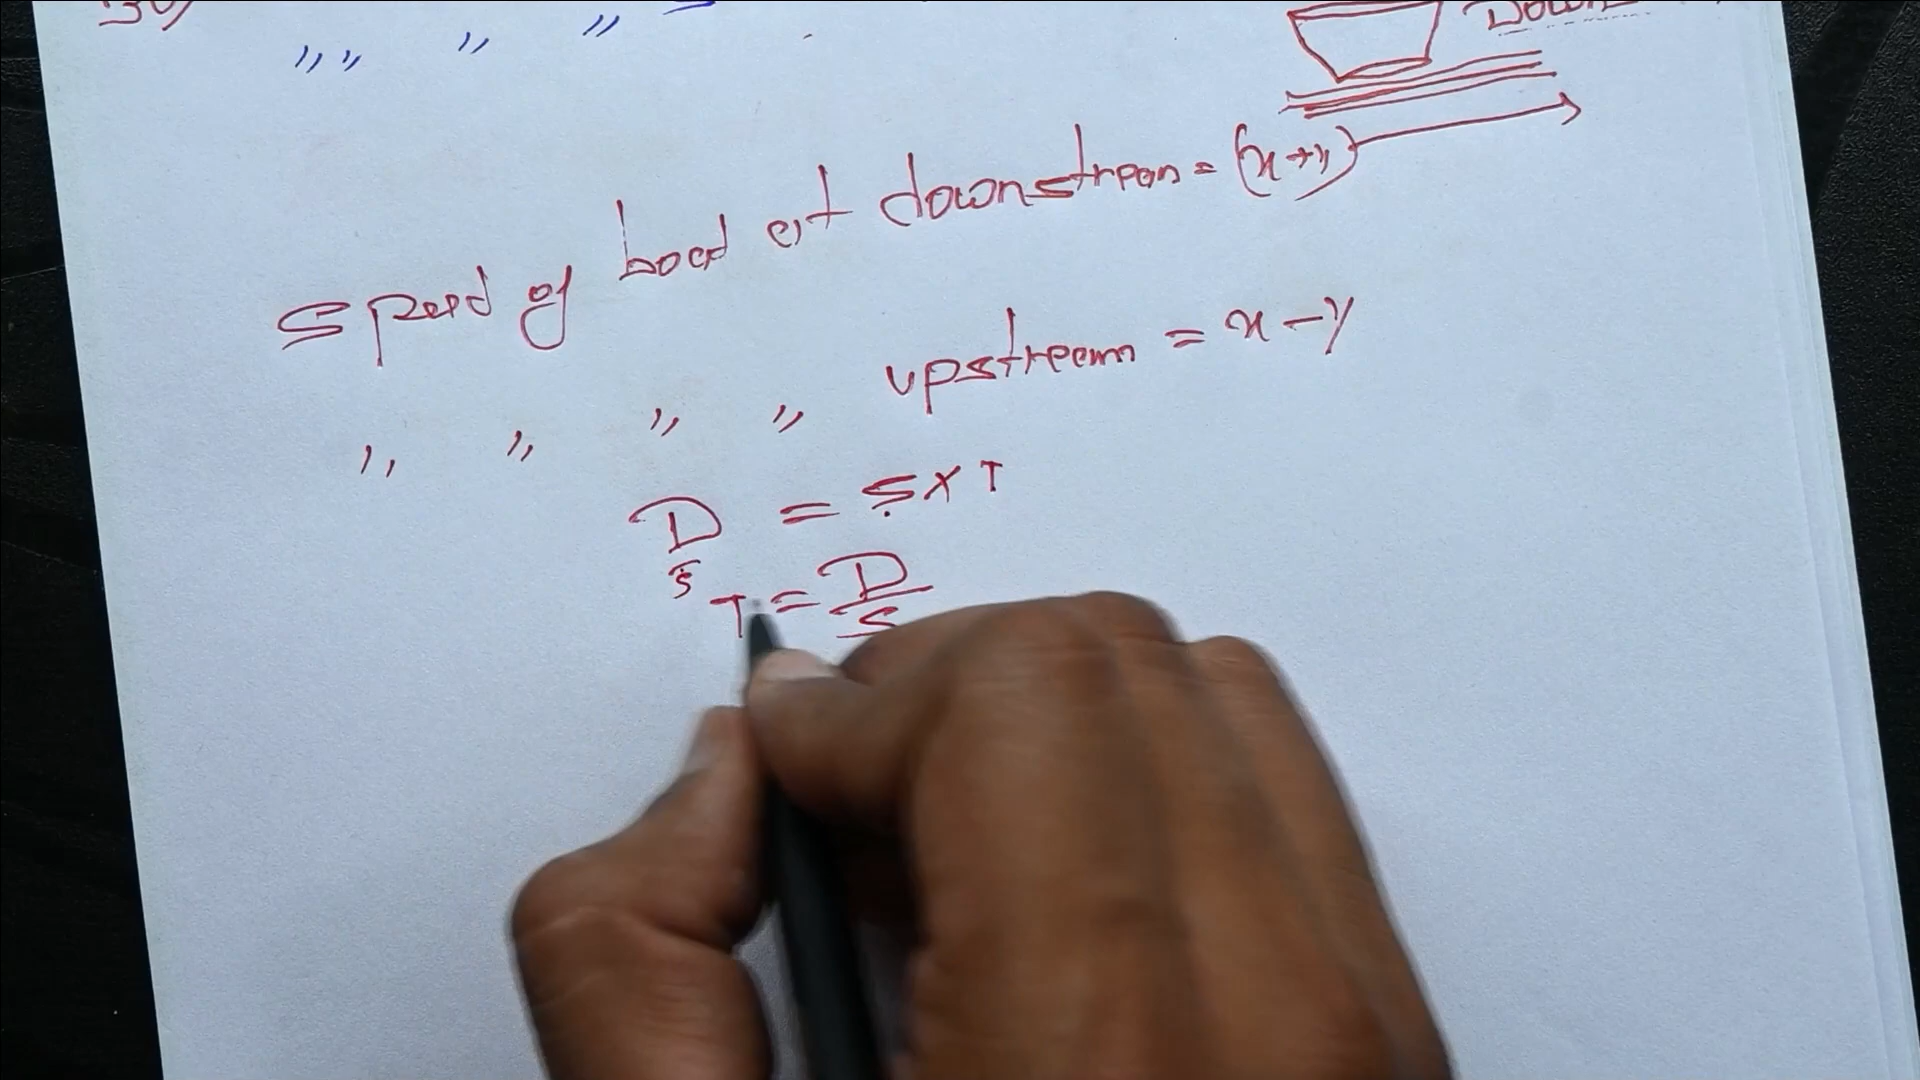 ,, ,, ,, ,,
Speed of boat at downstream = (x+y)
,, ,, ,, ,, upstream = x-y
D = S x T
S
T = D/S